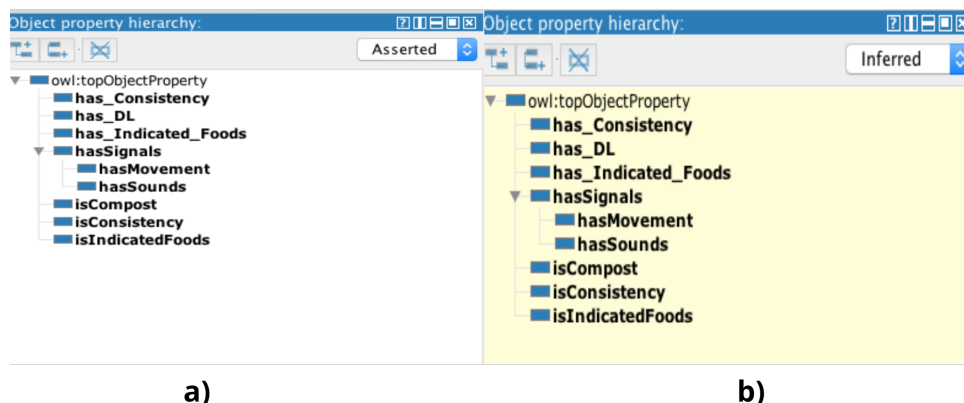 Object property hierarchy:
Asserted
owl:topObjectProperty
has_Consistency
has_DL
has_Indicated_Foods
hasSignals
hasMovement
hasSounds
isCompost
isConsistency
isIndicatedFoods
a)
Object property hierarchy:
Inferred
owl:topObjectProperty
has_Consistency
has_DL
has_Indicated_Foods
hasSignals
hasMovement
hasSounds
isCompost
isConsistency
isIndicatedFoods
b)